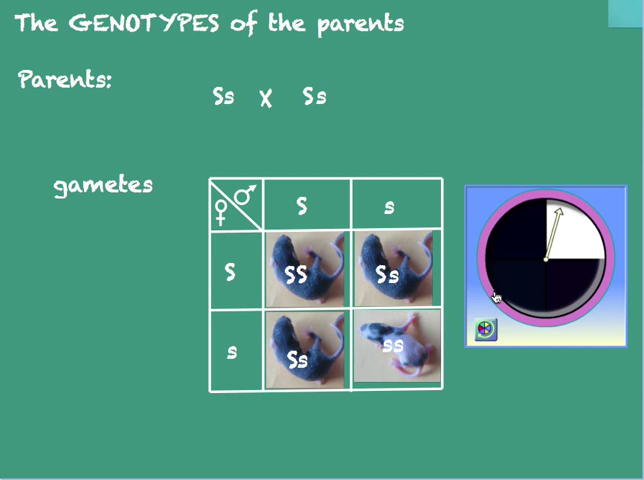 The GENOTYPES of the parents
Parents:
Ss X Ss
gametes
♀ ♂ S s
S SS Ss
s Ss ss